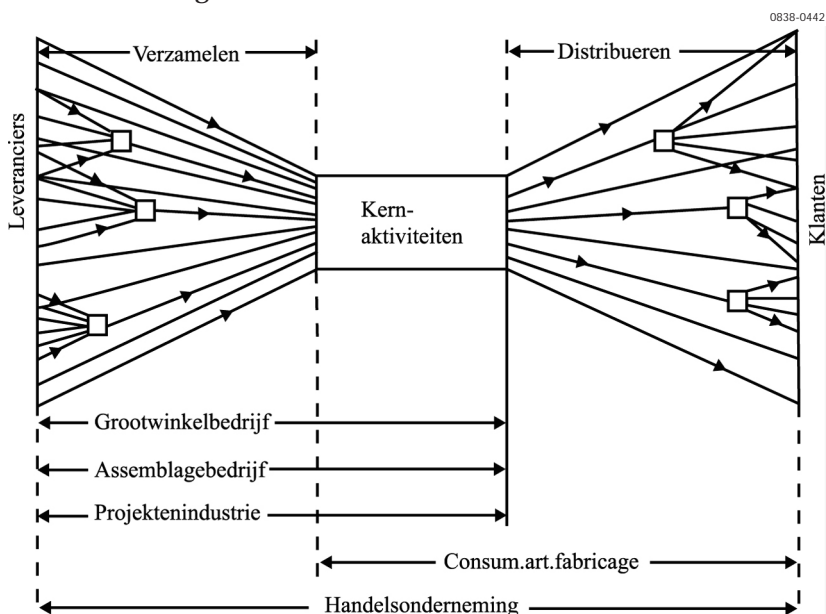 0838-0442
Verzamelen
Distribueren
Leveranciers
Kern-
aktiviteiten
Klanten
Grootwinkelbedrijf
Assemblagebedrijf
Projektenindustrie
Consum.art.fabricage
Handelsonderneming